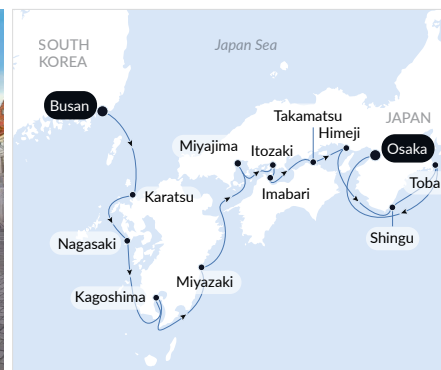 SOUTH
KOREA
Japan Sea
Busan
Takamatsu
Himeji
JAPAN
Miyajima
Itozaki
Osaka
Toba
Imabari
Karatsu
Shingu
Nagasaki
Miyazaki
Kagoshima